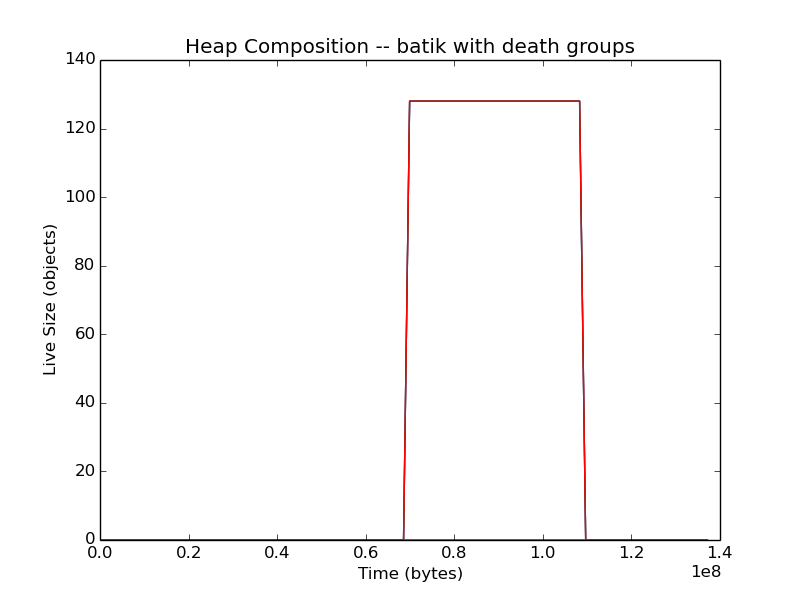 Heap Composition -- batik with death groups
140
120
100
80
60
40
20
0
Live Size (objects)
0.0 0.2 0.4 0.6 0.8 1.0 1.2 1.4
1e8
Time (bytes)